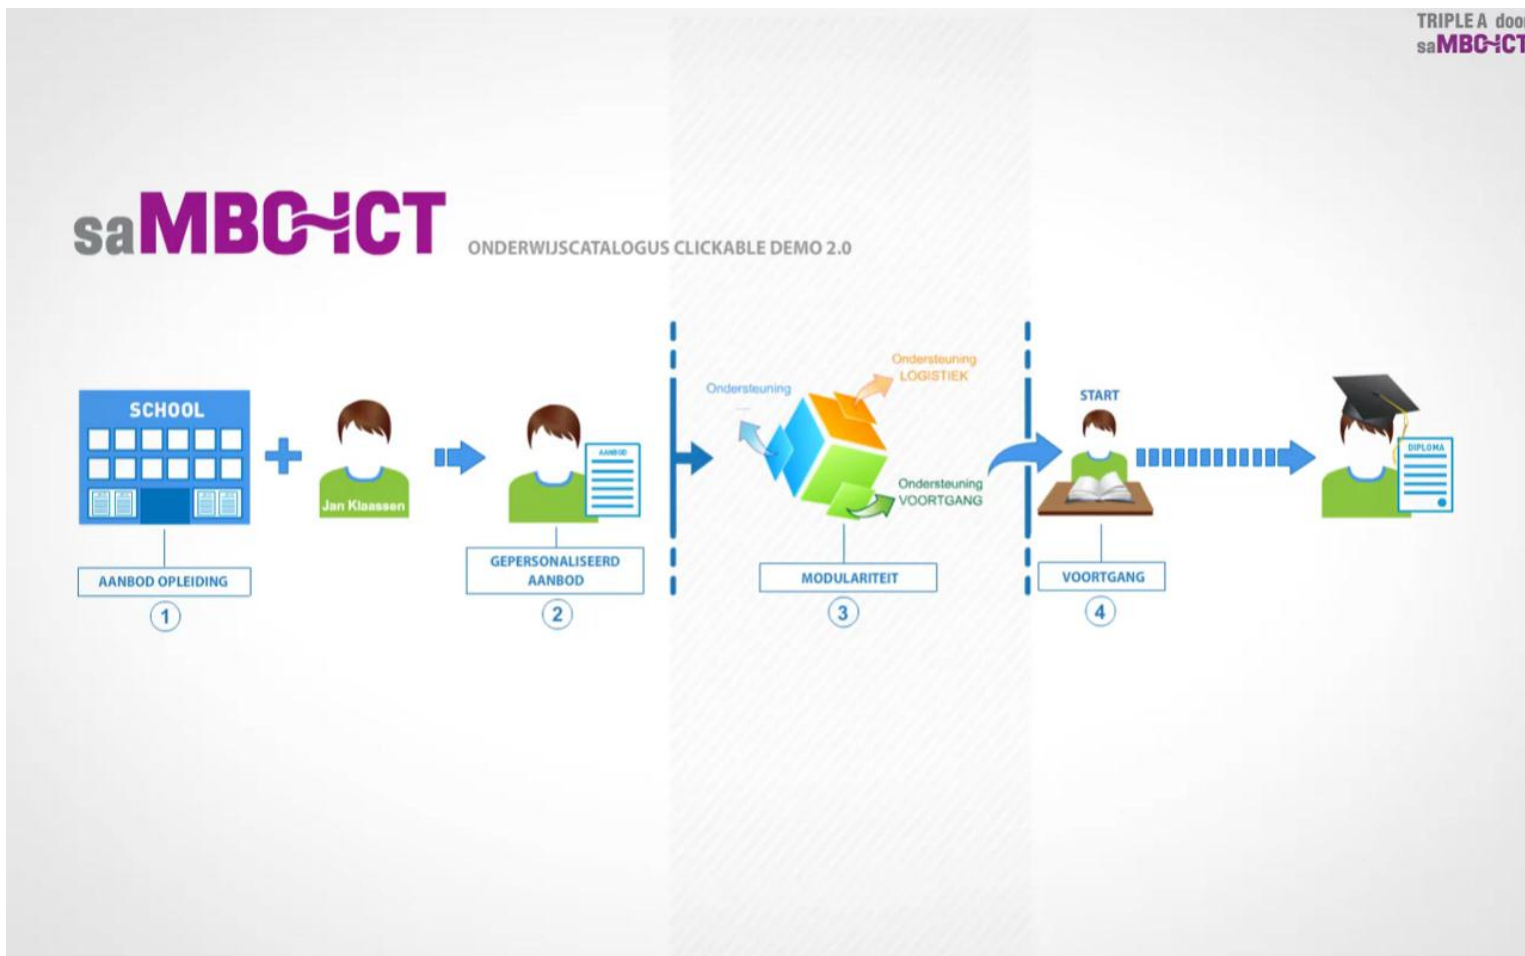 TRIPLE A door
saMBO-ICT
saMBO-ICT
ONDERWIJSCATALOGUS CLICKABLE DEMO 2.0
SCHOOL
Jan Klaassen
AANBOD
Ondersteuning
....
Ondersteuning
LOGISTIEK
Ondersteuning
VOORTGANG
START
DIPLOMA
AANBOD OPLEIDING
1
GEPERSONALISEERD
AANBOD
2
MODULARITEIT
3
VOORTGANG
4